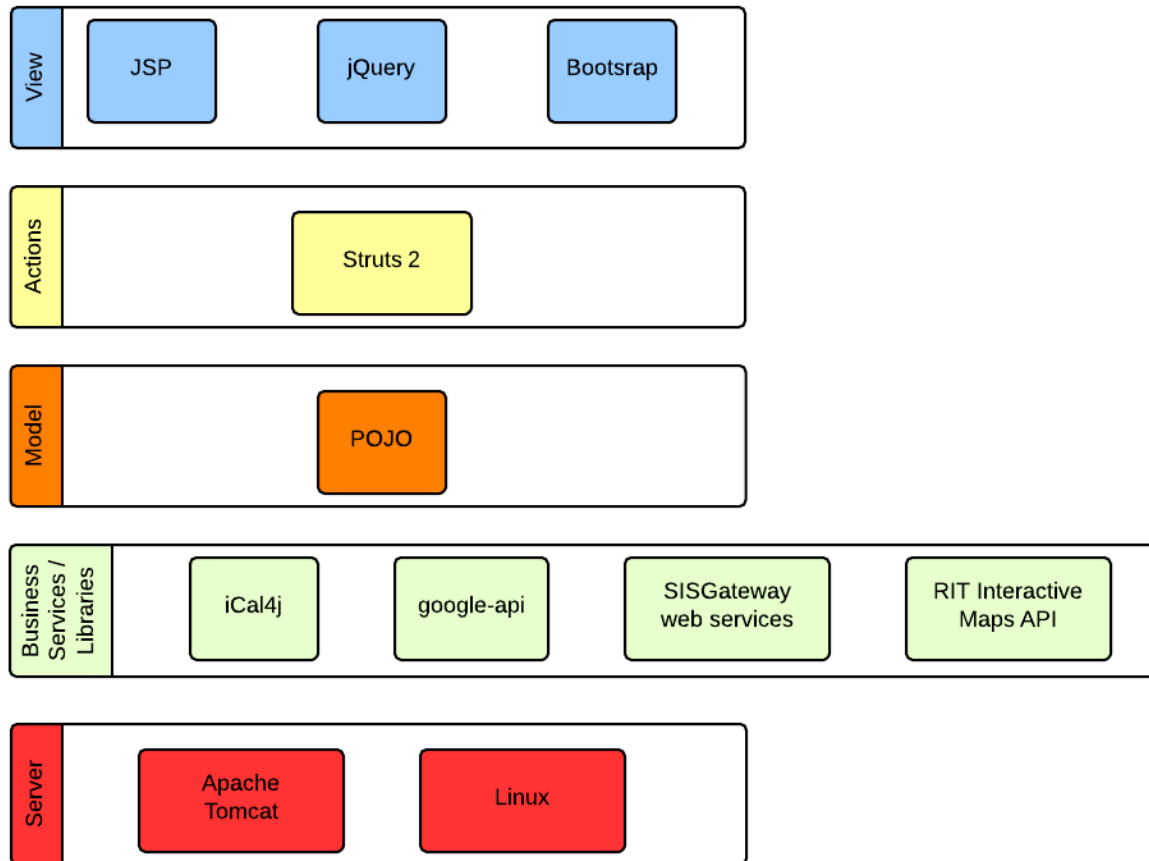 View
JSP
jQuery
Bootsrap
Actions
Struts 2
Model
POJO
Business
Services /
Libraries
iCal4j
google-api
SISGateway
web services
RIT Interactive
Maps API
Server
Apache
Tomcat
Linux